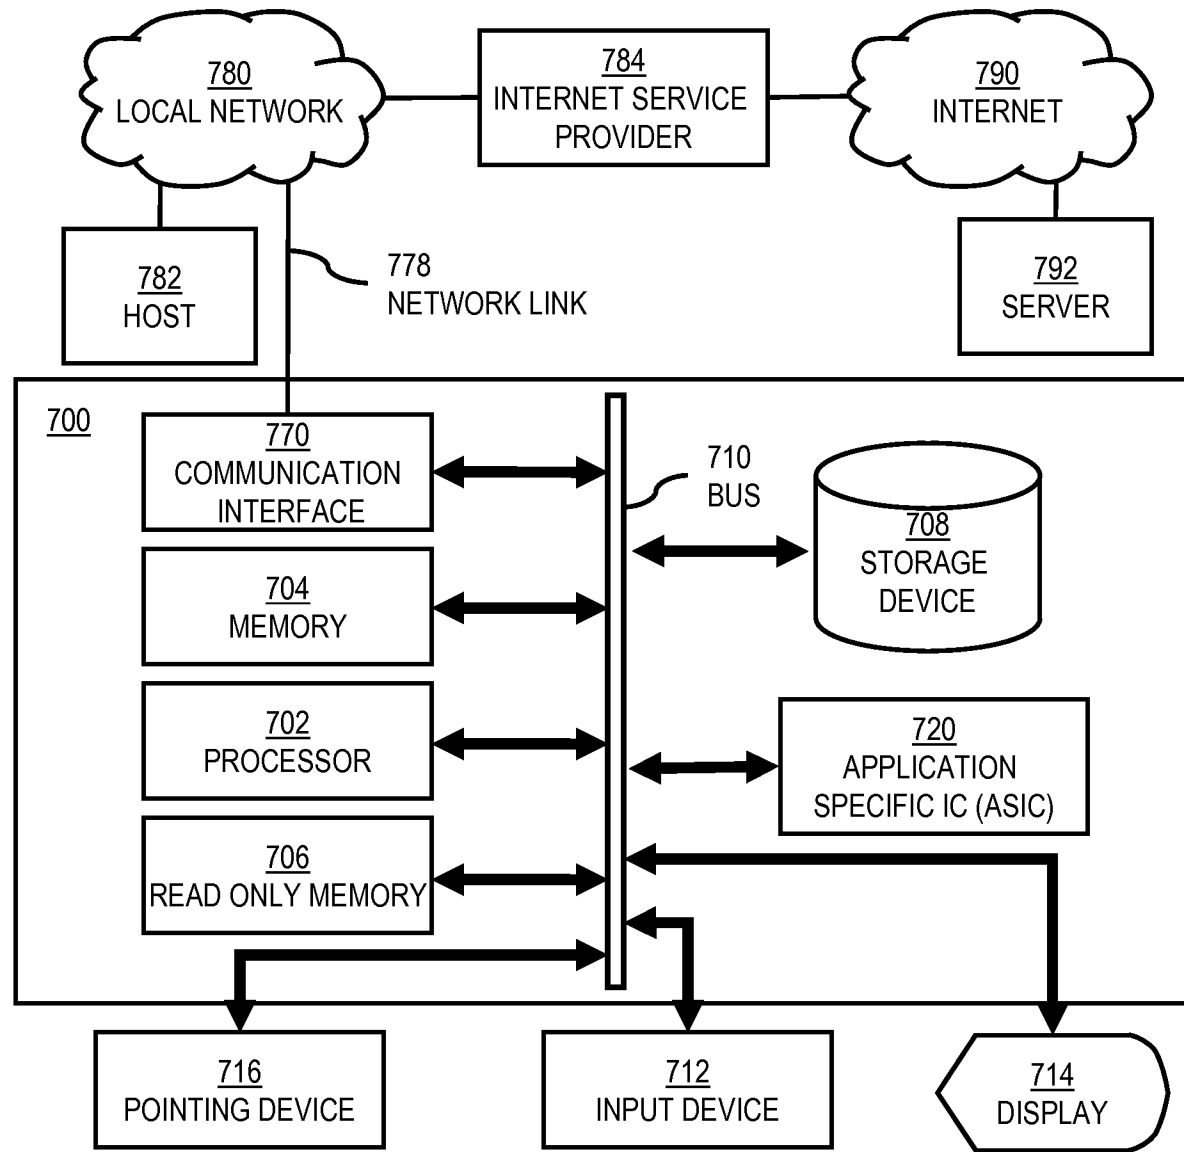 780
LOCAL NETWORK
784
INTERNET SERVICE
PROVIDER
790
INTERNET
782
HOST
778
NETWORK LINK
792
SERVER
700
770
COMMUNICATION
INTERFACE
710
BUS
708
STORAGE
DEVICE
704
MEMORY
702
PROCESSOR
720
APPLICATION
SPECIFIC IC (ASIC)
706
READ ONLY MEMORY
716
POINTING DEVICE
712
INPUT DEVICE
714
DISPLAY